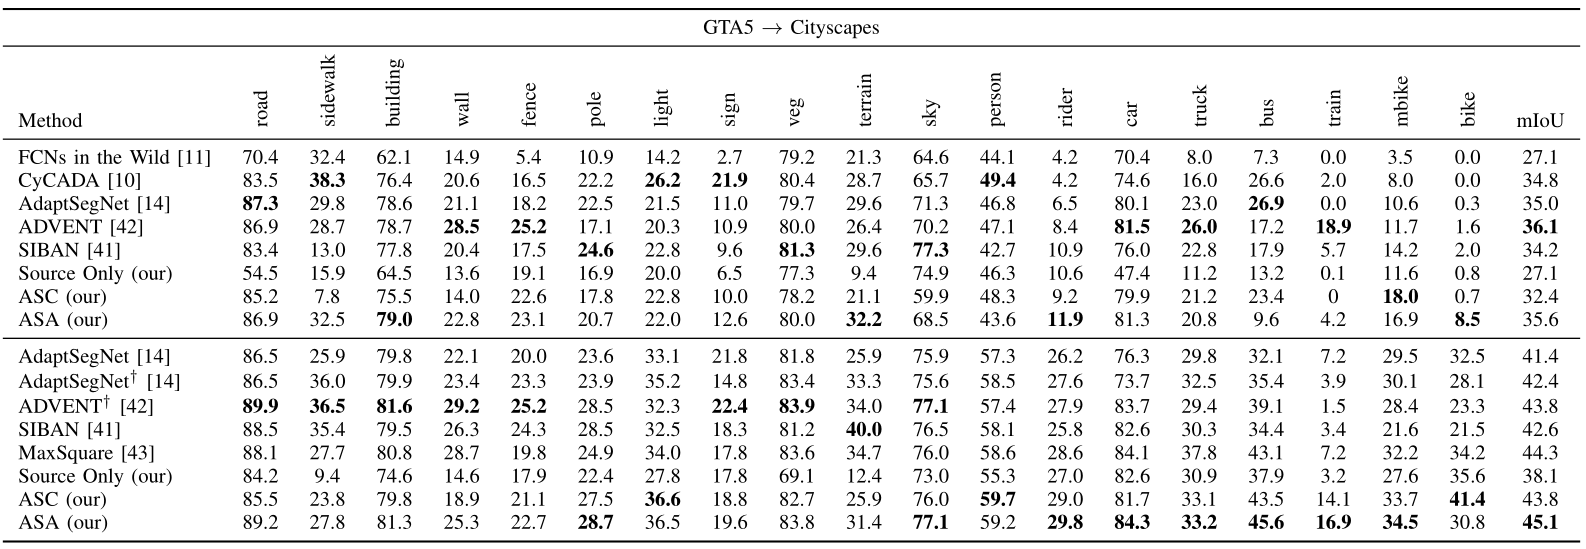 GTA5 → Cityscapes
Method road sidewalk building wall fence pole light sign veg terrain sky person rider car truck bus train mbike bike mIoU
FCNs in the Wild [11] 70.4 32.4 62.1 14.9 5.4 10.9 14.2 2.7 79.2 21.3 64.6 44.1 4.2 70.4 8.0 7.3 0.0 3.5 0.0 27.1
CyCADA [10] 83.5 38.3 76.4 20.6 16.5 22.2 26.2 21.9 80.4 28.7 65.7 49.4 4.2 74.6 16.0 26.6 2.0 8.0 0.0 34.8
AdaptSegNet [14] 87.3 29.8 78.6 21.1 18.2 22.5 21.5 11.0 79.7 29.6 71.3 46.8 6.5 80.1 23.0 26.9 0.0 10.6 0.3 35.0
ADVENT [42] 86.9 28.7 78.7 28.5 25.2 17.1 20.3 10.9 80.0 26.4 70.2 47.1 8.4 81.5 26.0 17.2 18.9 11.7 1.6 36.1
SIBAN [41] 83.4 13.0 77.8 20.4 17.5 24.6 22.8 9.6 81.3 29.6 77.3 42.7 10.9 76.0 22.8 17.9 5.7 14.2 2.0 34.2
Source Only (our) 54.5 15.9 64.5 13.6 19.1 16.9 20.0 6.5 77.3 9.4 74.9 46.3 10.6 47.4 11.2 13.2 0.1 11.6 0.8 27.1
ASC (our) 85.2 7.8 75.5 14.0 22.6 17.8 22.8 10.0 78.2 21.1 59.9 48.3 9.2 79.9 21.2 23.4 0 18.0 0.7 32.4
ASA (our) 86.9 32.5 79.0 22.8 23.1 20.7 22.0 12.6 80.0 32.2 68.5 43.6 11.9 81.3 20.8 9.6 4.2 16.9 8.5 35.6
AdaptSegNet [14] 86.5 25.9 79.8 22.1 20.0 23.6 33.1 21.8 81.8 25.9 75.9 57.3 26.2 76.3 29.8 32.1 7.2 29.5 32.5 41.4
AdaptSegNet† [14] 86.5 36.0 79.9 23.4 23.3 23.9 35.2 14.8 83.4 33.3 75.6 58.5 27.6 73.7 32.5 35.4 3.9 30.1 28.1 42.4
ADVENT† [42] 89.9 36.5 81.6 29.2 25.2 28.5 32.3 22.4 83.9 34.0 77.1 57.4 27.9 83.7 29.4 39.1 1.5 28.4 23.3 43.8
SIBAN [41] 88.5 35.4 79.5 26.3 24.3 28.5 32.5 18.3 81.2 40.0 76.5 58.1 25.8 82.6 30.3 34.4 3.4 21.6 21.5 42.6
MaxSquare [43] 88.1 27.7 80.8 28.7 19.8 24.9 34.0 17.8 83.6 34.7 76.0 58.6 28.6 84.1 37.8 43.1 7.2 32.2 34.2 44.3
Source Only (our) 84.2 9.4 74.6 14.6 17.9 22.4 27.8 17.8 69.1 12.4 73.0 55.3 27.0 82.6 30.9 37.9 3.2 27.6 35.6 38.1
ASC (our) 85.5 23.8 79.8 18.9 21.1 27.5 36.6 18.8 82.7 25.9 76.0 59.7 29.0 81.7 33.1 43.5 14.1 33.7 41.4 43.8
ASA (our) 89.2 27.8 81.3 25.3 22.7 28.7 36.5 19.6 83.8 31.4 77.1 59.2 29.8 84.3 33.2 45.6 16.9 34.5 30.8 45.1